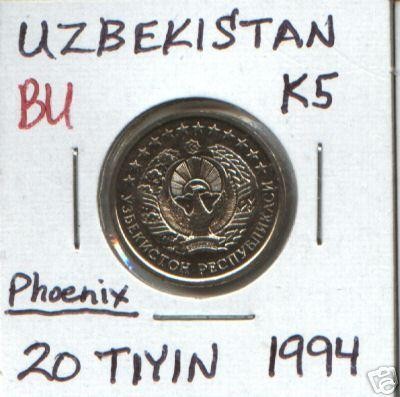 UZBEKISTAN
BU K5
ЎЗБЕКИСТОН РЕСПУБЛИКАСИ
Phoenix
20 TIYIN 1994